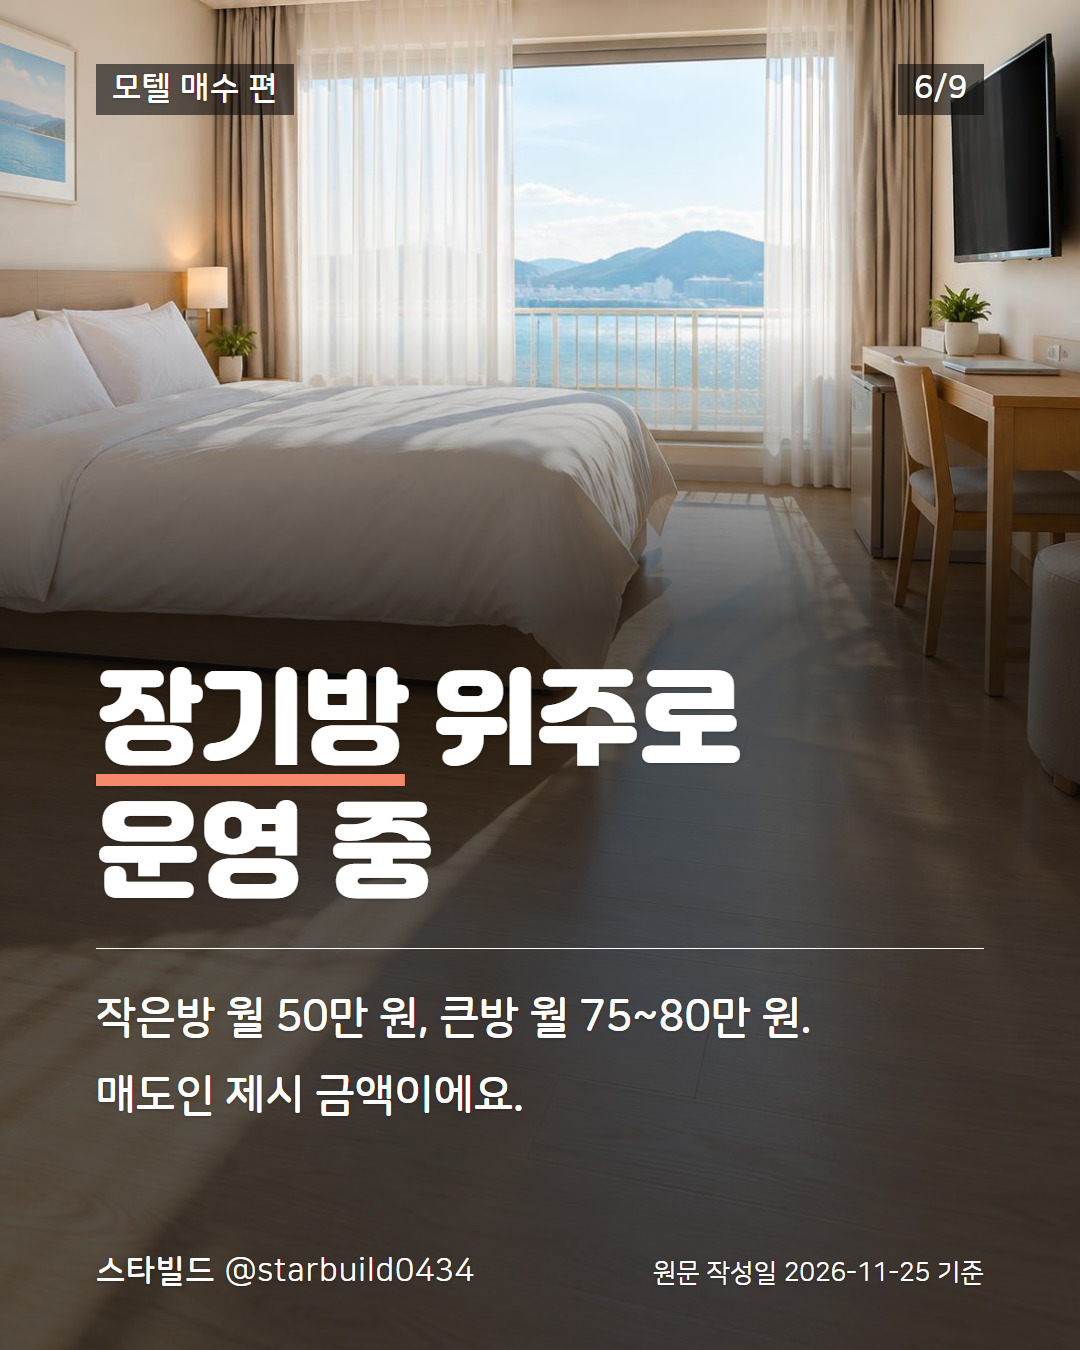 모텔 매수 편
6/9
장기방 위주로
운영 중
작은방 월 50만 원, 큰방 월 75~80만 원.
매도인 제시 금액이에요.
스타빌드 @starbuild0434
원문 작성일 2026-11-25 기준